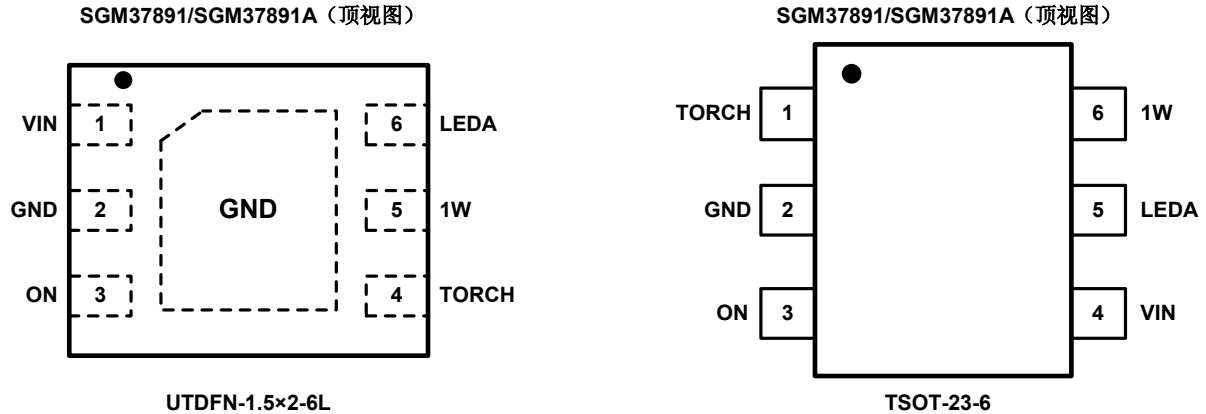 SGM37891/SGM37891A（顶视图）
VIN 1
GND 2
ON 3
GND
6 LEDA
5 1W
4 TORCH
UTDFN-1.5×2-6L
SGM37891/SGM37891A（顶视图）
TORCH 1
GND 2
ON 3
6 1W
5 LEDA
4 VIN
TSOT-23-6